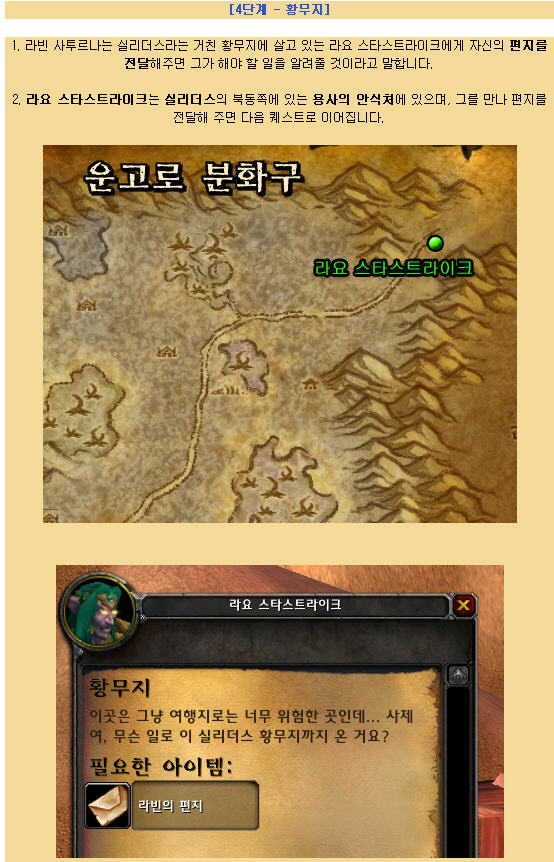 [4단계 - 황무지]
1. 라빈 사투르나는 실리더스라는 거친 황무지에 살고 있는 라요 스타스트라이크에게 자신의 편지를
전달해주면 그가 해야 할 일을 알려줄 것이라고 말합니다.
2. 라요 스타스트라이크는 실리더스의 북동쪽에 있는 용사의 안식처에 있으며, 그를 만나 편지를
전달해 주면 다음 퀘스트로 이어집니다.
운고로 분화구
라요 스타스트라이크
라요 스타스트라이크
황무지
이곳은 그냥 여행지로는 너무 위험한 곳인데... 사제
여, 무슨 일로 이 실리더스 황무지까지 온 거요?
필요한 아이템:
라빈의 편지